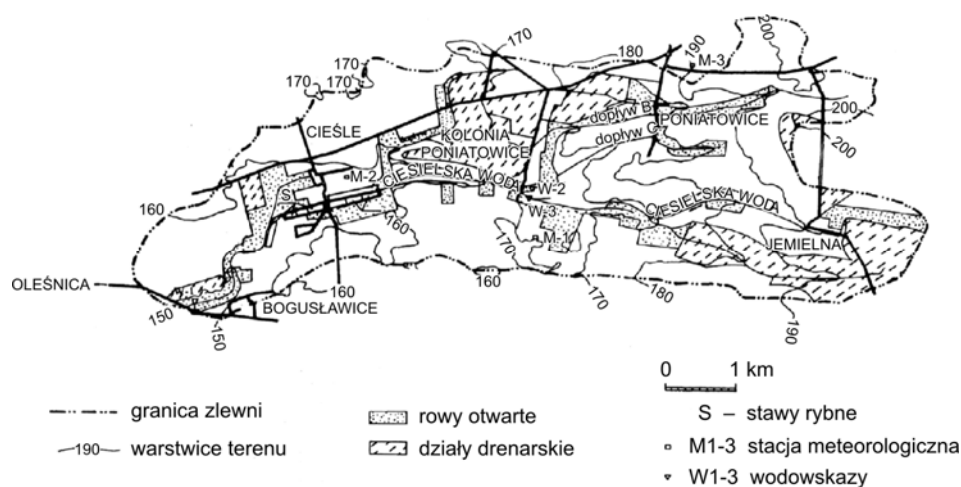 200
170
180
190
M-3
170
170
170
200
CIEŚLE
dopływ B
PONIATOWICE
KOLONIA
PONIATOWICE
dopływ C
200
M-2
CIESIELSKA WODA
W-2
S
160
160
W-3
CIESIELSKA WODA
M-1
JEMIELNA
170
OLEŚNICA
150
BOGUSŁAWICE
160
160
170
180
150
190
0 1 km
granica zlewni
rowy otwarte
S – stawy rybne
190 warstwice terenu
działy drenarskie
M1-3 stacja meteorologiczna
W1-3 wodowskazy